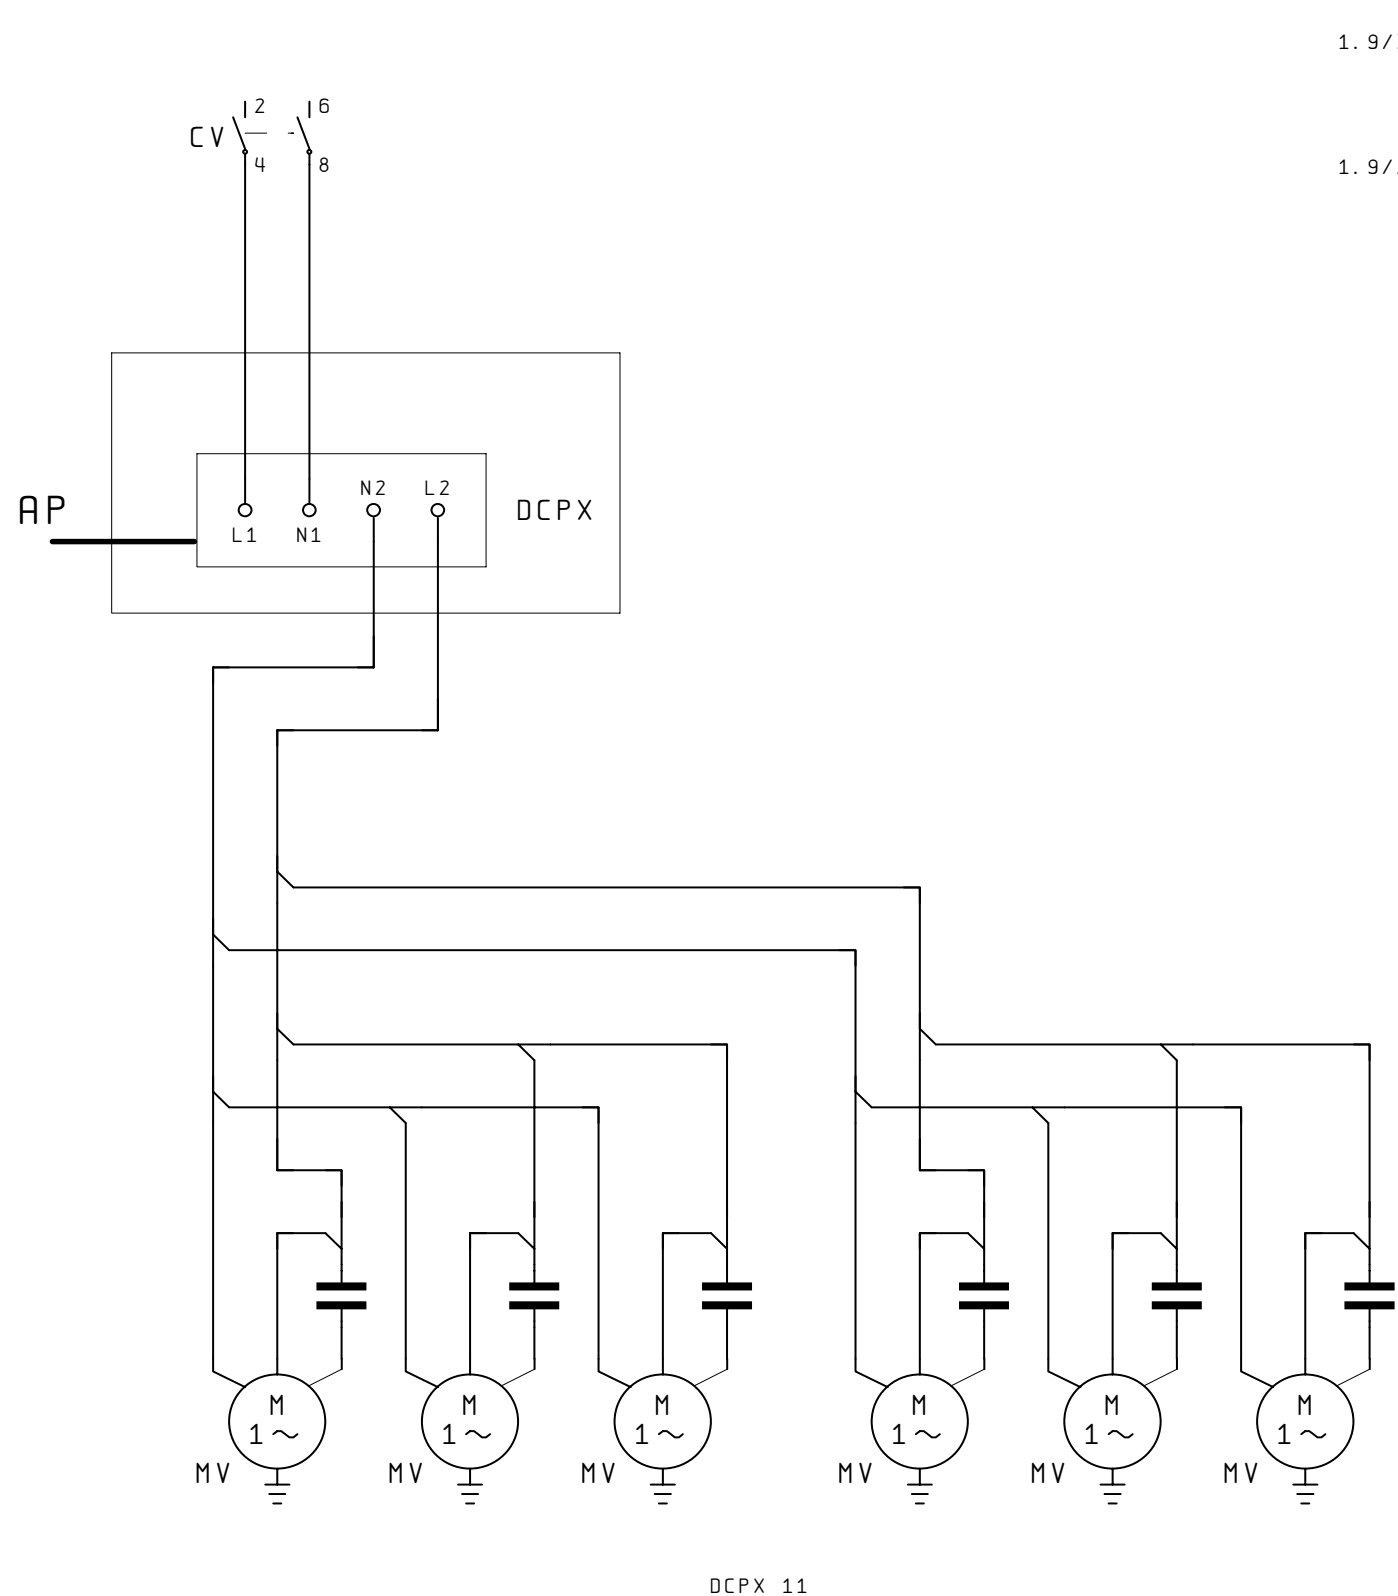 1.9/
2 6
CV
4 8
1.9/
N2 L2
AP
DCPX
L1 N1
M M M M M M
1~ 1~ 1~ 1~ 1~ 1~
MV MV MV MV MV MV
DCPX 11